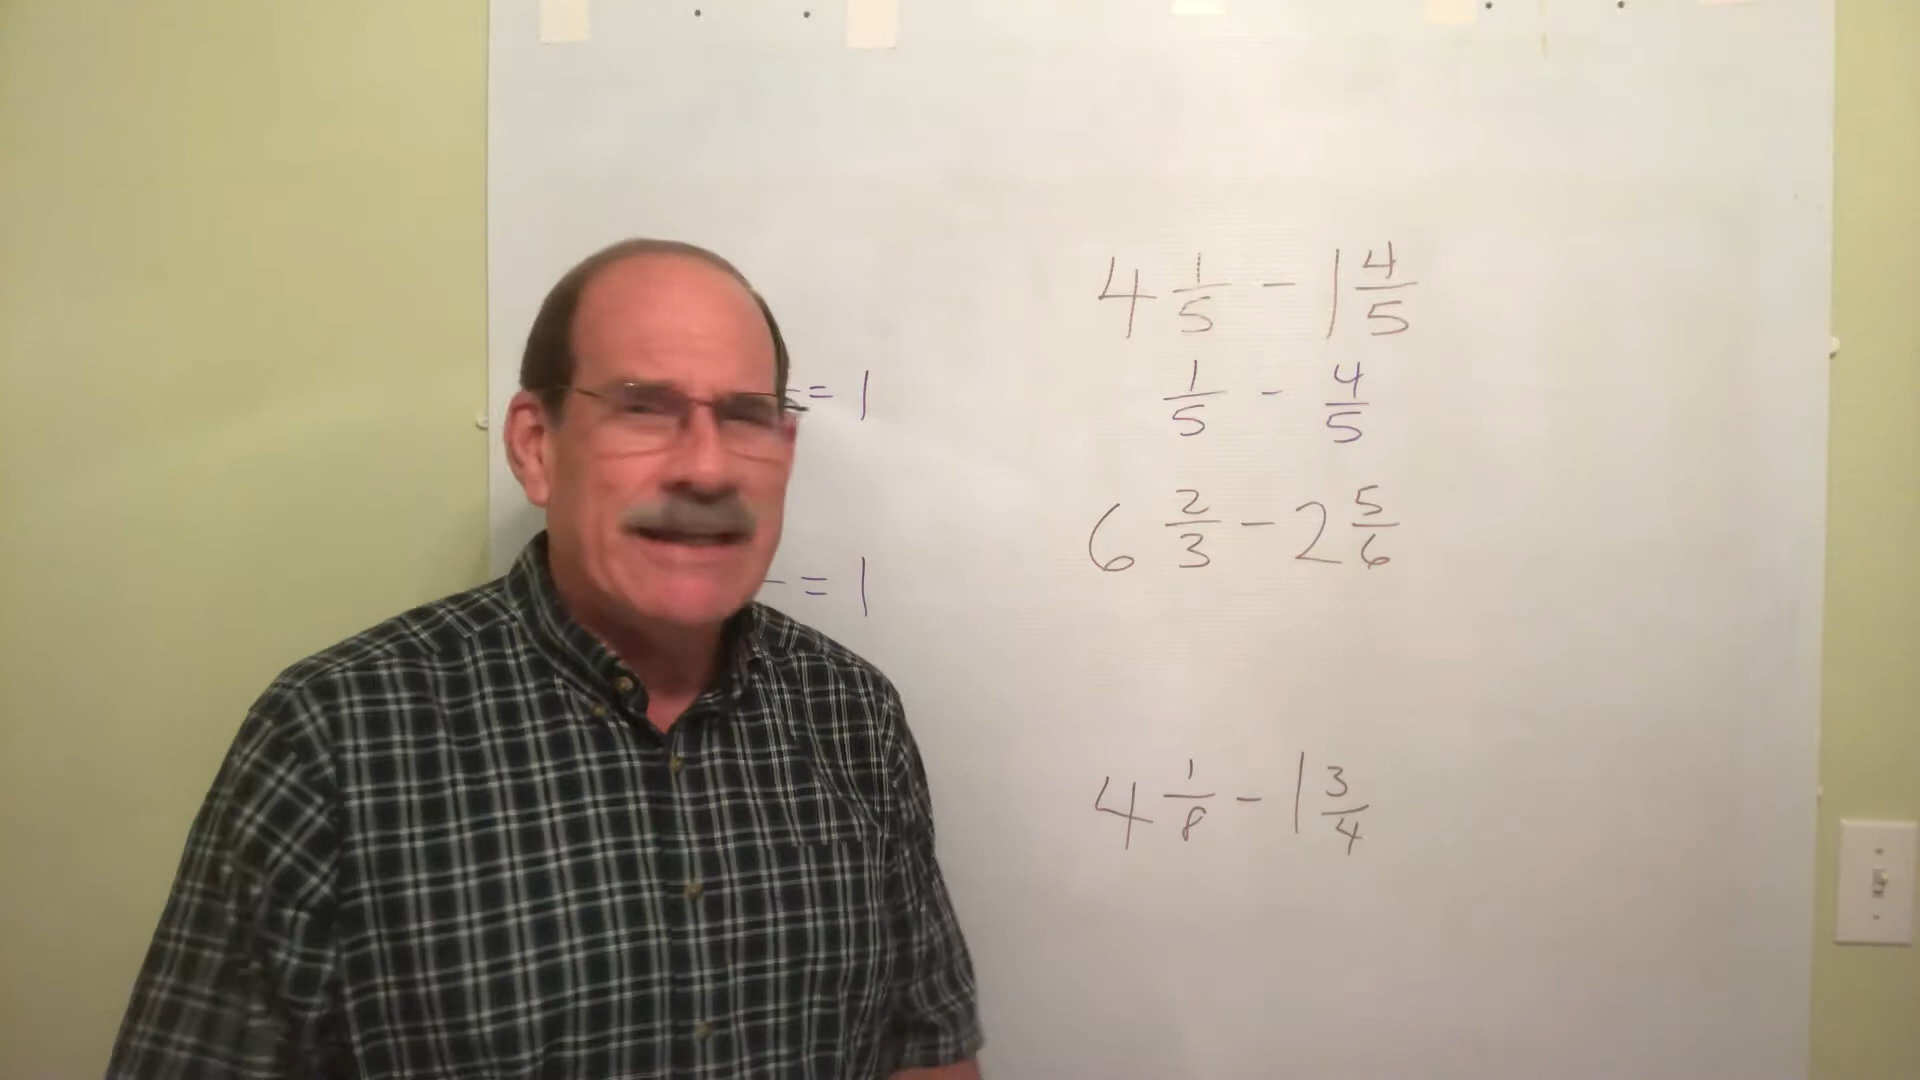 4 1/5 - 1 4/5
= 1
1/5 - 4/5
6 2/3 - 2 5/6
= 1
4 1/8 - 1 3/4